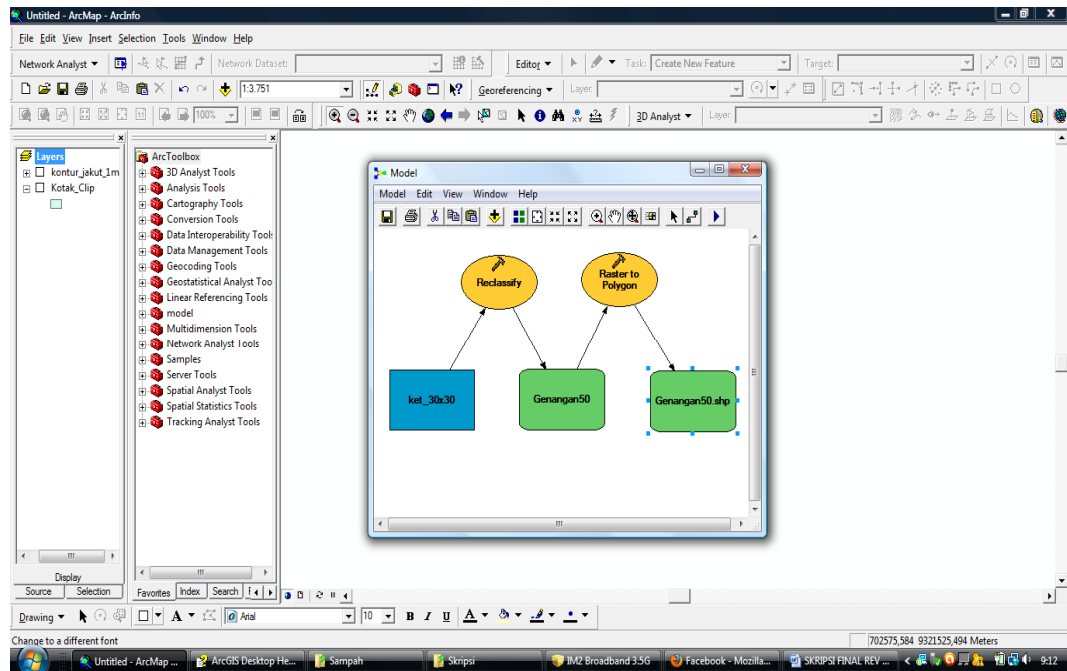 Untitled - ArcMap - ArcInfo
File Edit View Insert Selection Tools Window Help
Network Analyst Network Dataset: Editor Task: Create New Feature Target:
1:3.751 Georeferencing Layer:
100% 3D Analyst Layer:
Layers
kontur_jakut_1m
Kotak_Clip
Display
Source Selection
ArcToolbox
3D Analyst Tools
Analysis Tools
Cartography Tools
Conversion Tools
Data Interoperability Tool
Data Management Tools
Geocoding Tools
Geostatistical Analyst Too
Linear Referencing Tools
model
Multidimension Tools
Network Analyst Tools
Samples
Server Tools
Spatial Analyst Tools
Spatial Statistics Tools
Tracking Analyst Tools
Favorites Index Search
Model
Model Edit View Window Help
Reclassify
Raster to
Polygon
ket_30x30
Genangan50
Genangan50.shp
Drawing A Arial 10 B I U A
Change to a different font
702575,584 9321525,494 Meters
Untitled - ArcMap ... ArcGIS Desktop He... Sampah Skripsi IM2 Broadband 3.5G Facebook - Mozilla... SKRIPSI FINAL REV ... 9:12